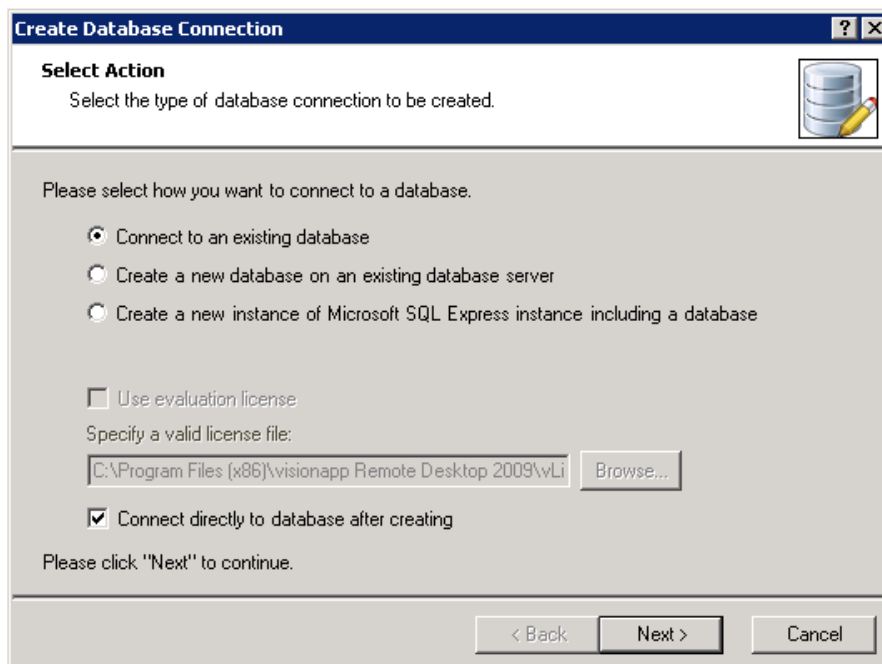 Create Database Connection
Select Action
Select the type of database connection to be created.
Please select how you want to connect to a database.
Connect to an existing database
Create a new database on an existing database server
Create a new instance of Microsoft SQL Express instance including a database
Use evaluation license
Specify a valid license file:
C:\Program Files (x86)\visionapp Remote Desktop 2009\vLi Browse...
Connect directly to database after creating
Please click "Next" to continue.
< Back Next > Cancel